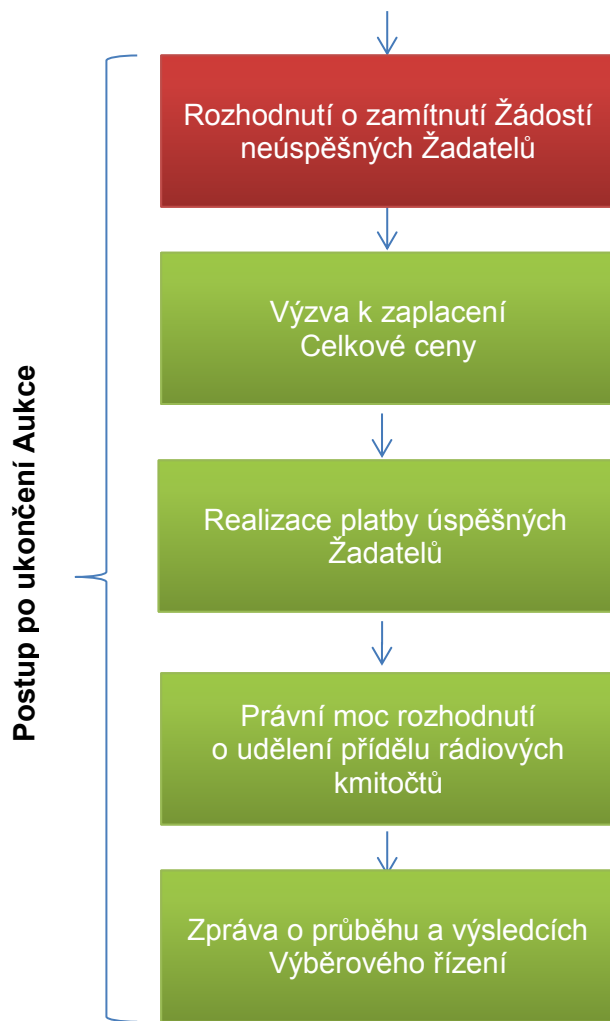 Postup po ukončení Aukce
Rozhodnutí o zamítnutí Žádostí
neúspěšných Žadatelů
Výzva k zaplacení
Celkové ceny
Realizace platby úspěšných
Žadatelů
Právní moc rozhodnutí
o udělení přídělu rádiových
kmitočtů
Zpráva o průběhu a výsledcích
Výběrového řízení